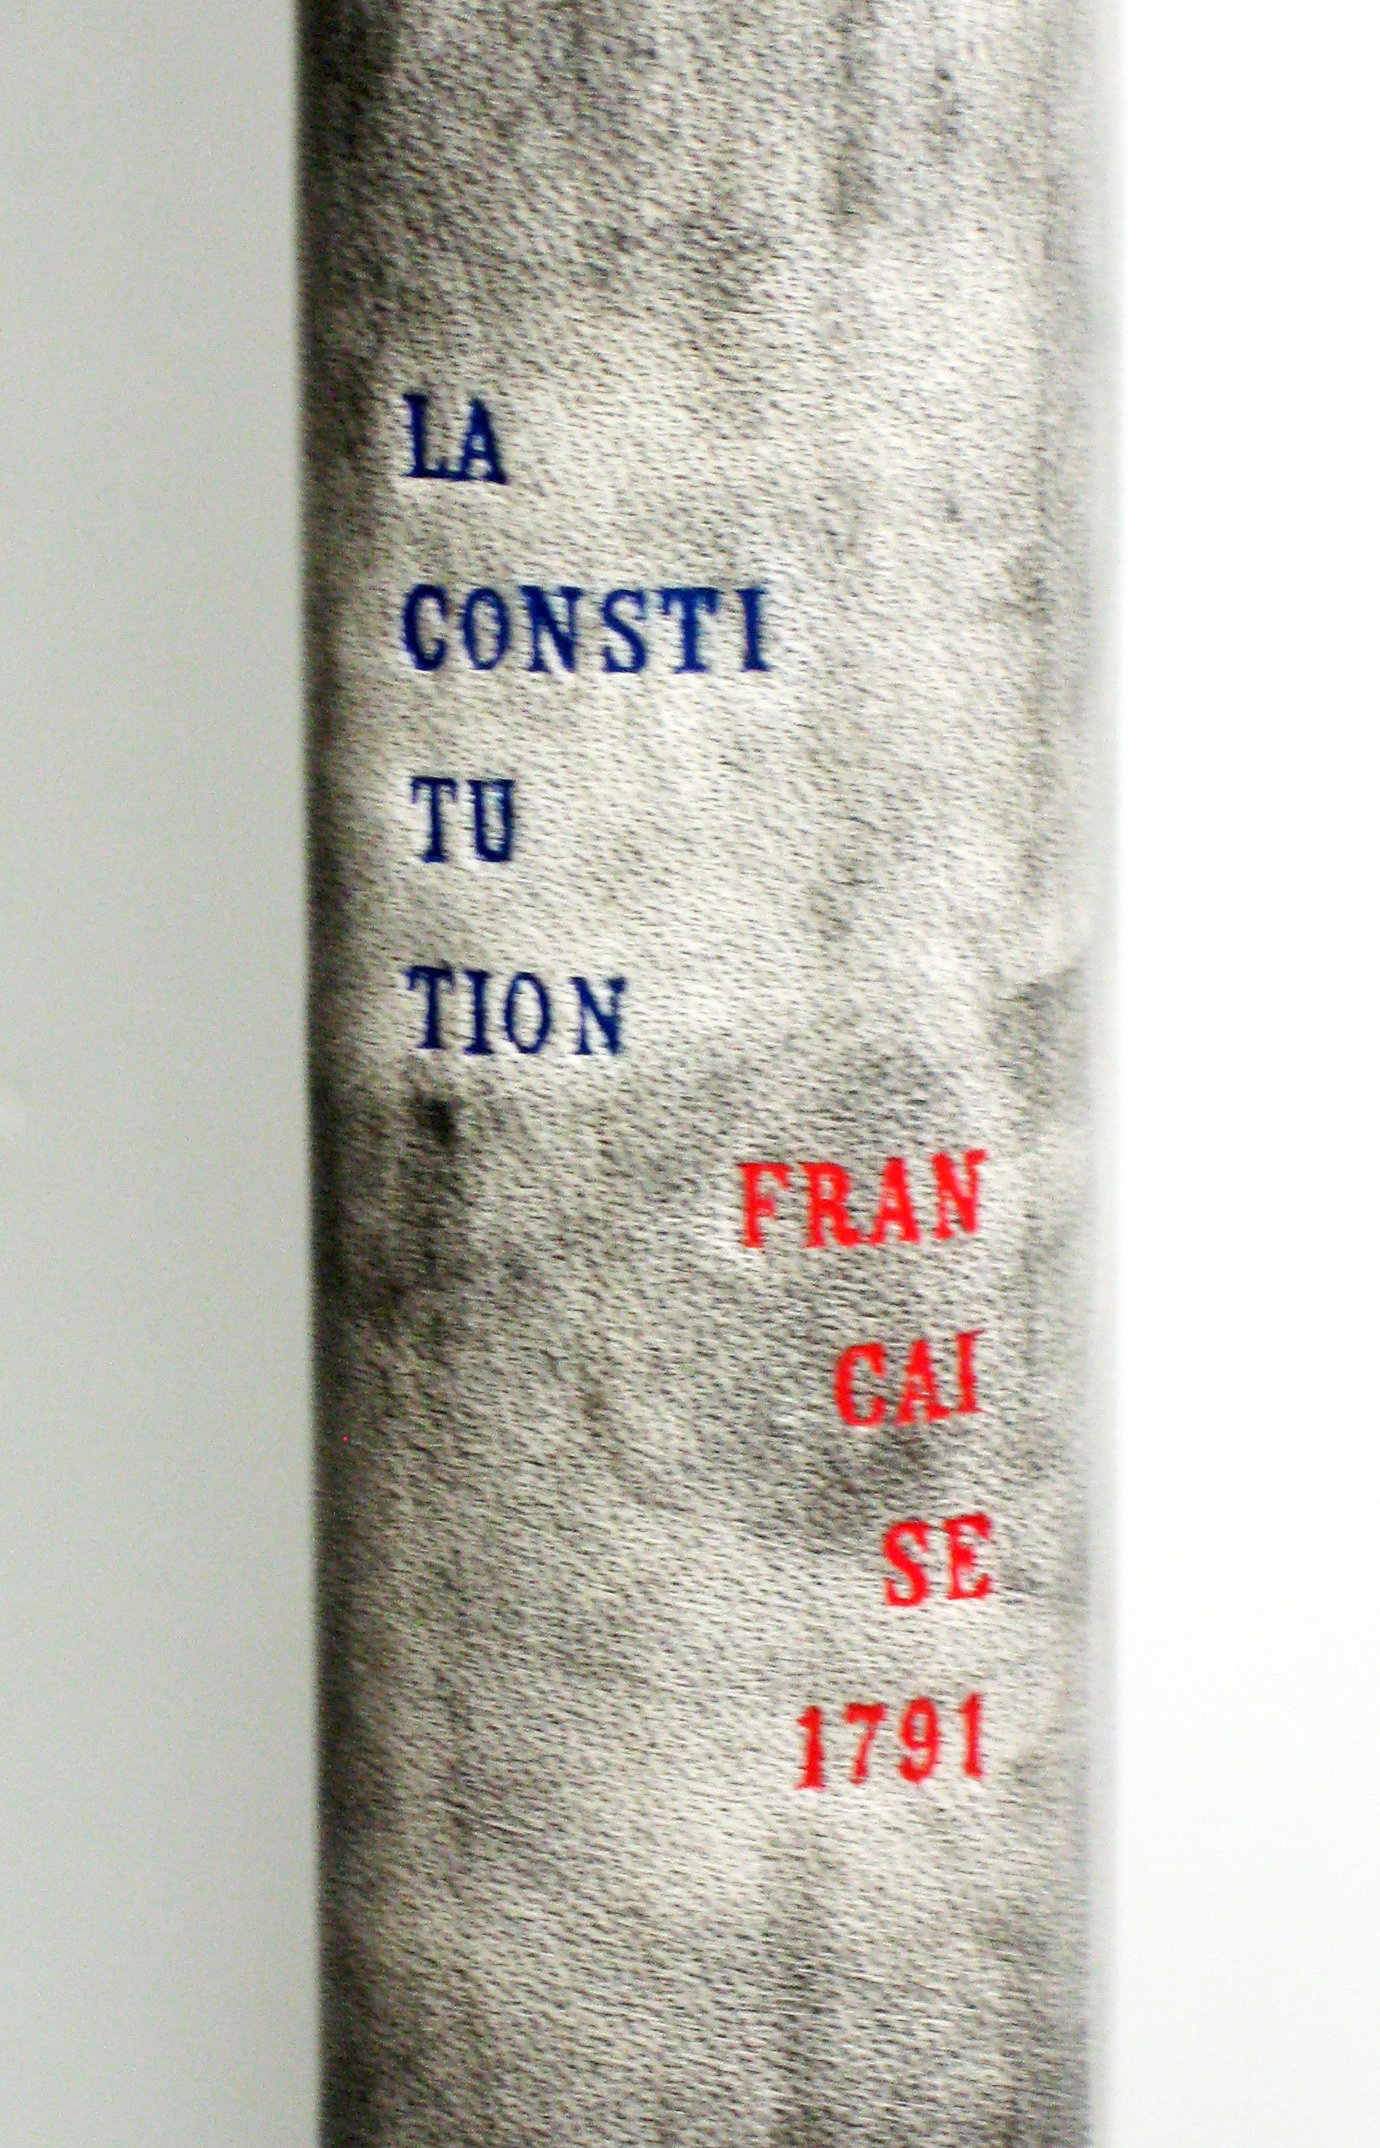 LA
CONSTI
TU
TION
FRAN
CAI
SE
1791